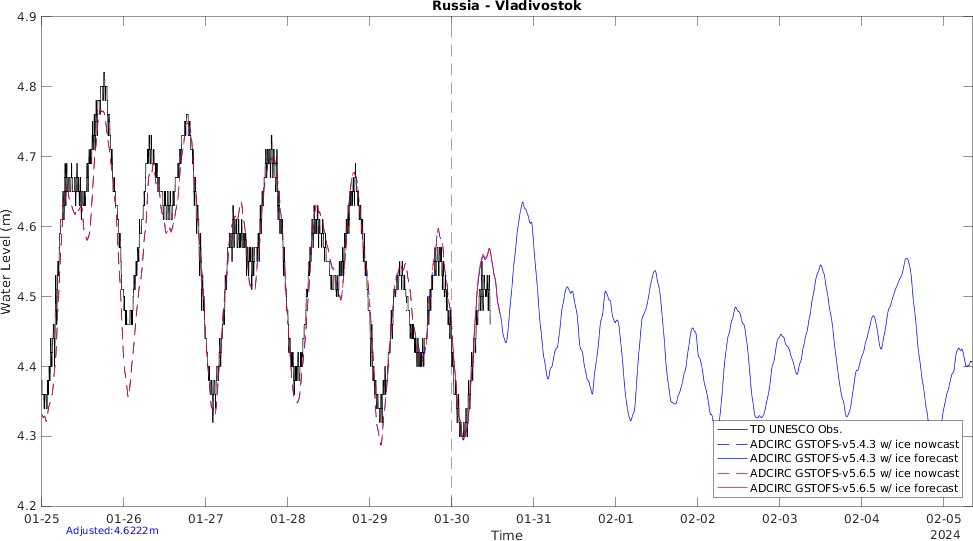 Russia - Vladivostok
Water Level (m)
4.9
4.8
4.7
4.6
4.5
4.4
4.3
4.2
TD UNESCO Obs.
ADCIRC GSTOFS-v5.4.3 w/ ice nowcast
ADCIRC GSTOFS-v5.4.3 w/ ice forecast
ADCIRC GSTOFS-v5.6.5 w/ ice nowcast
ADCIRC GSTOFS-v5.6.5 w/ ice forecast
01-25 01-26 01-27 01-28 01-29 01-30 01-31 02-01 02-02 02-03 02-04 02-05
Adjusted:4.6222m
Time
2024